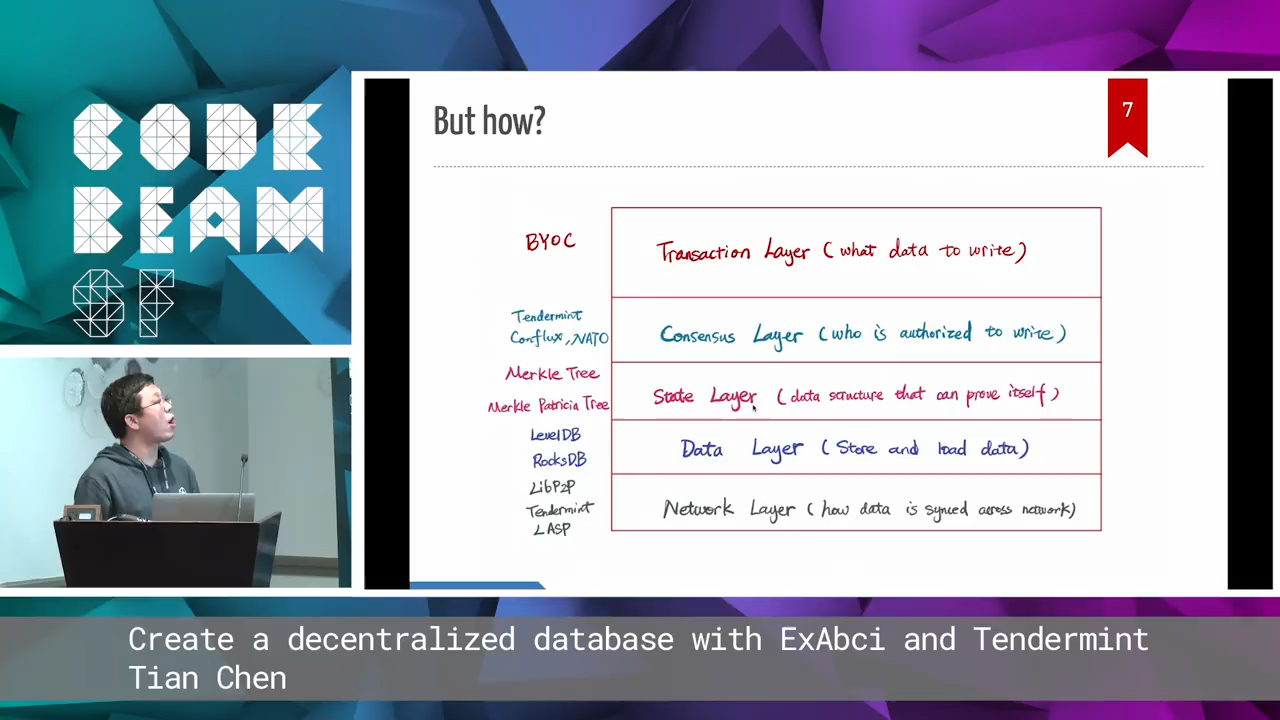 CODE
BEAM
SF
But how?
7
BYOC
Transaction Layer (what data to write)
Tendermint
Conflux, NATO
Consensus Layer (who is authorized to write)
Merkle Tree
Merkle Patricia Tree
State Layer (data structure that can prove itself)
LevelDB
RocksDB
Data Layer (Store and load data)
LibP2P
Tendermint
LASP
Network Layer (how data is synced across network)
Create a decentralized database with ExAbci and Tendermint
Tian Chen